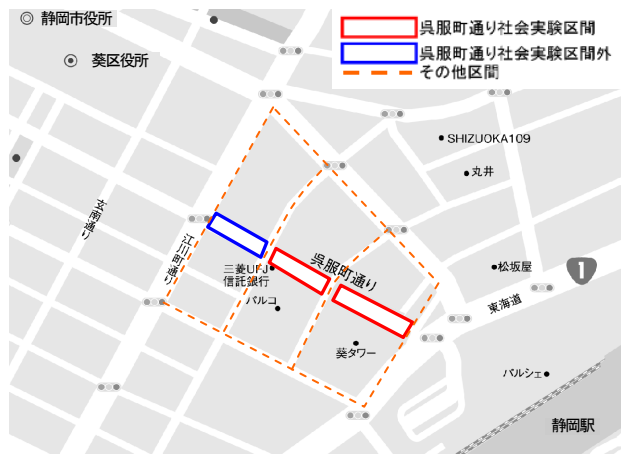 静岡市役所
葵区役所
呉服町通り社会実験区間
呉服町通り社会実験区間外
その他区間
SHIZUOKA109
丸井
玄南通り
江川町通り
三菱UFJ
信託銀行
呉服町通り
パルコ
松坂屋
1
東海道
葵タワー
パルシェ
静岡駅